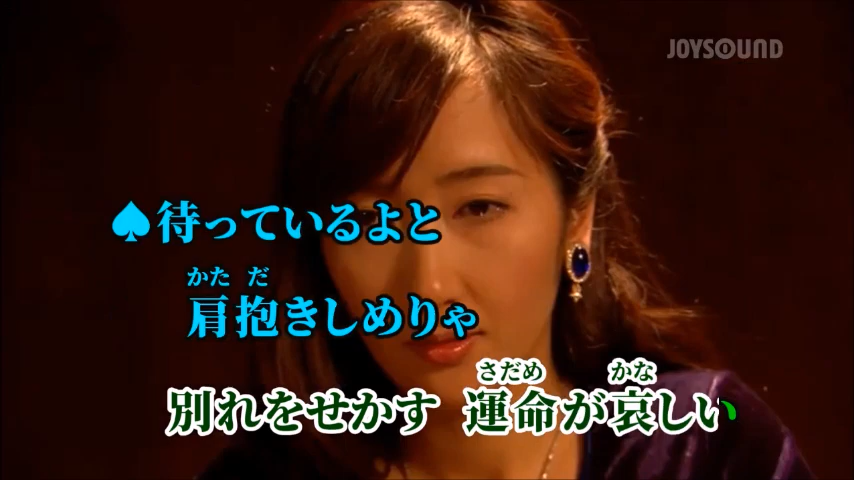 JOYSOUND
♠待っているよと
かた だ
肩抱きしめりゃ
さだめ かな
別れをせかす 運命が哀しい